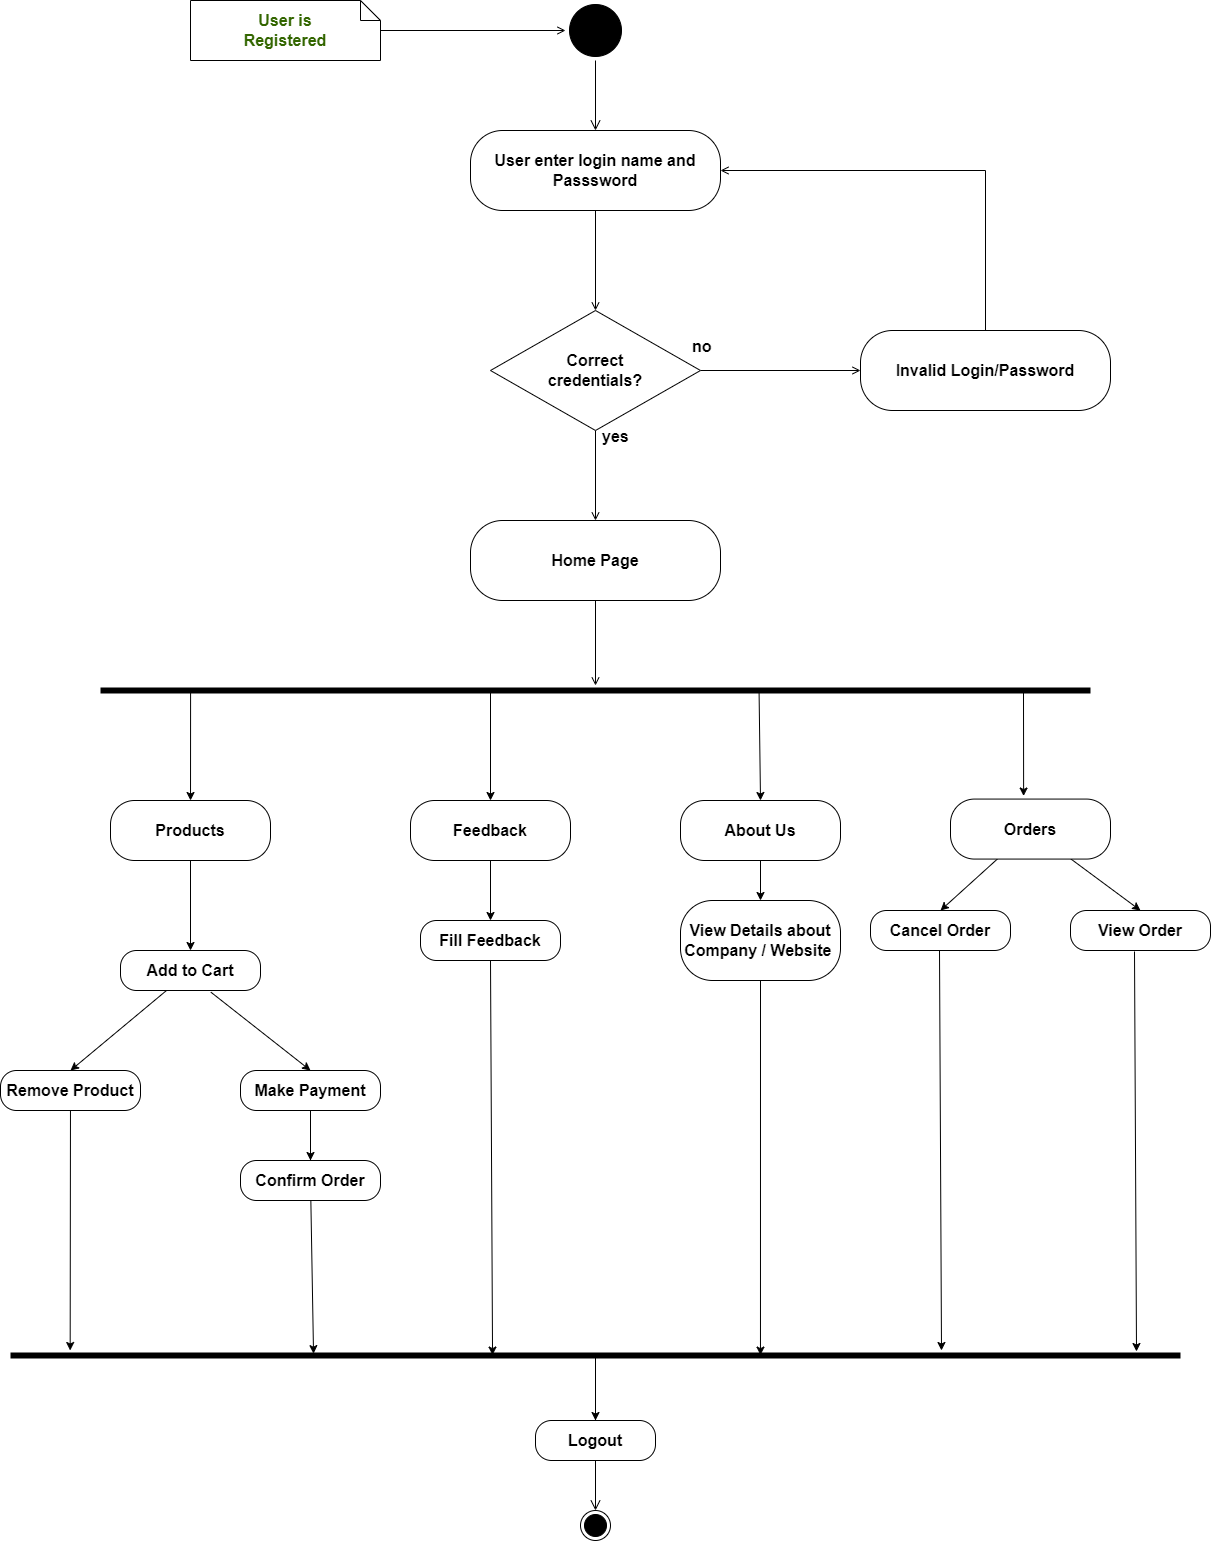 User is
Registered
User enter login name and
Passsword
Correct
credentials?
no
Invalid Login/Password
yes
Home Page
Products
Feedback
About Us
Orders
Add to Cart
Fill Feedback
View Details about
Company / Website
Cancel Order
View Order
Remove Product
Make Payment
Confirm Order
Logout